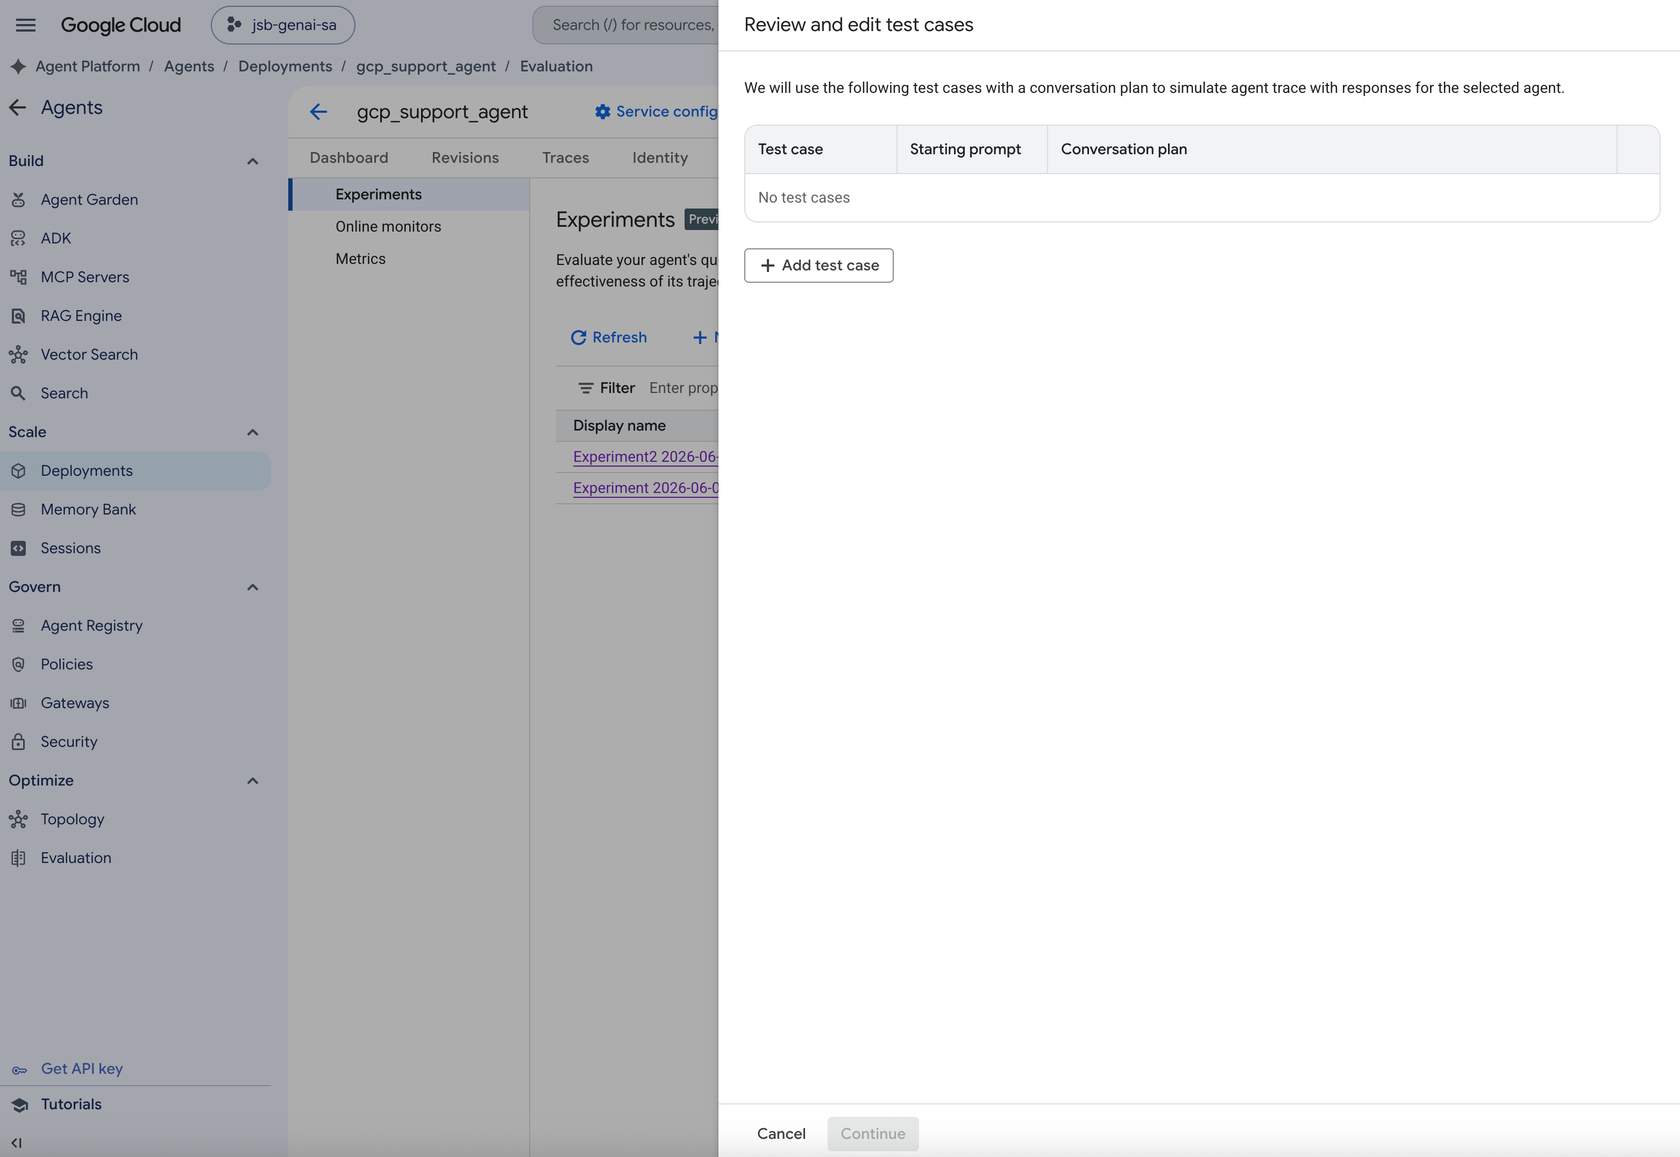 Google Cloud
jsb-genai-sa
Search (/) for resources,
Agent Platform / Agents / Deployments / gcp_support_agent / Evaluation
Agents
Build
Agent Garden
ADK
MCP Servers
RAG Engine
Vector Search
Search
Scale
Deployments
Memory Bank
Sessions
Govern
Agent Registry
Policies
Gateways
Security
Optimize
Topology
Evaluation
Get API key
Tutorials
gcp_support_agent
Service config
Dashboard Revisions Traces Identity
Experiments
Online monitors
Metrics
Experiments Previ
Evaluate your agent's qu
effectiveness of its traje
Refresh
Filter Enter prop
Display name
Experiment2 2026-06-
Experiment 2026-06-0
Review and edit test cases
We will use the following test cases with a conversation plan to simulate agent trace with responses for the selected agent.
Test case Starting prompt Conversation plan
No test cases
+ Add test case
Cancel Continue